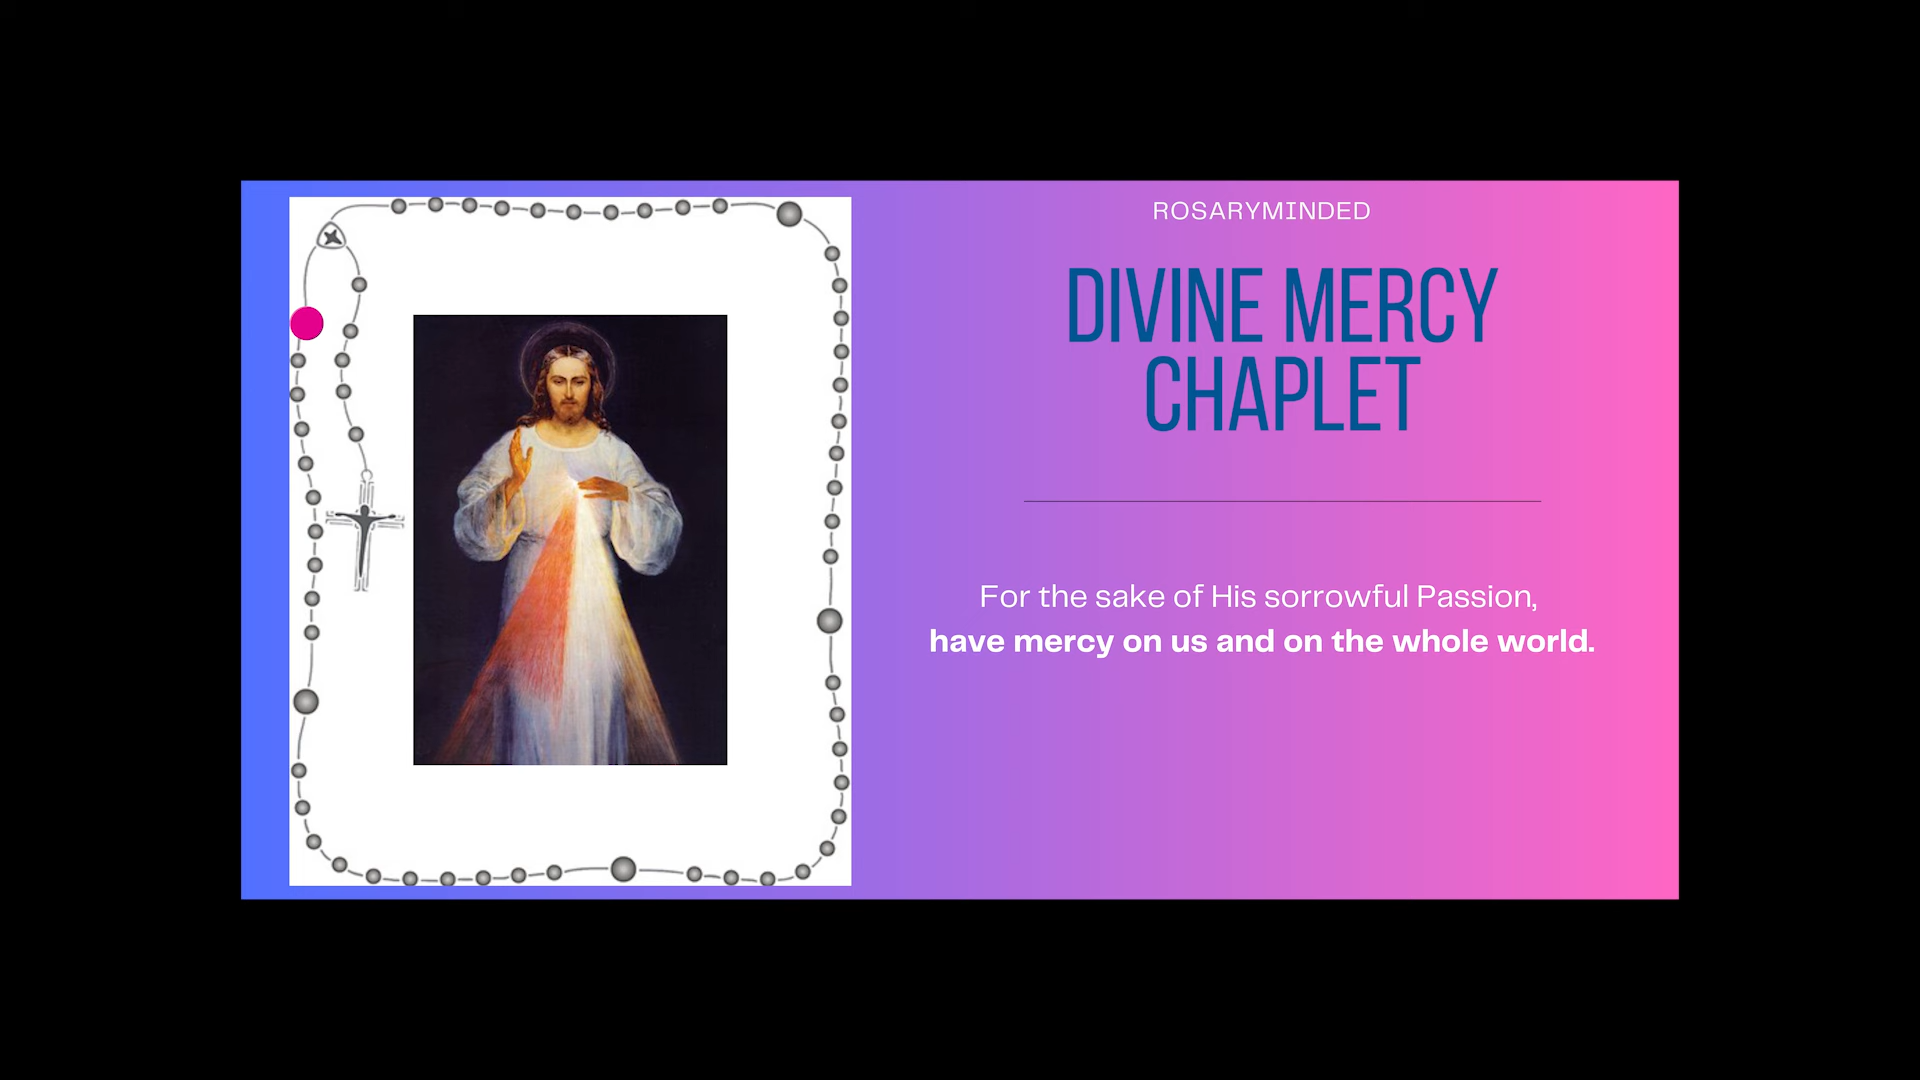 ROSARYMINDED
DIVINE MERCY
CHAPLET
For the sake of His sorrowful Passion,
have mercy on us and on the whole world.